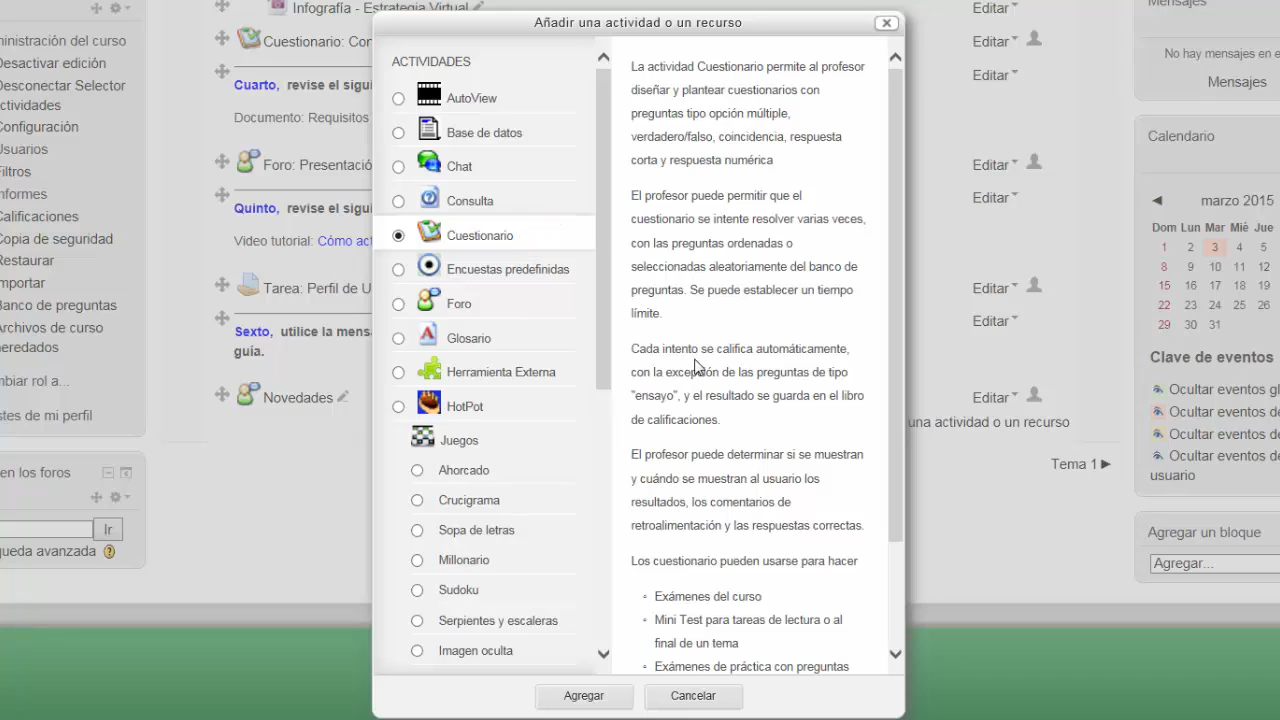 Infografía - Estrategia Virtual
Editar
ministración del curso
Desactivar edición
Desconectar Selector
actividades
Configuración
Usuarios
Filtros
Informes
Calificaciones
Copia de seguridad
Restaurar
Importar
Banco de preguntas
Archivos de curso
heredados
mbiar rol a...
stes de mi perfil
Cuestionario: Con
Editar
Cuarto, revise el sigui
Editar
Documento: Requisitos
Foro: Presentació
Editar
Quinto, revise el sigui
Editar
Video tutorial: Cómo act
Tarea: Perfil de U
Editar
Sexto, utilice la mensa
Editar
guía.
Novedades
Editar
una actividad o un recurso
Tema 1
en los foros
Ir
queda avanzada
Añadir una actividad o un recurso
ACTIVIDADES
AutoView
Base de datos
Chat
Consulta
Cuestionario
Encuestas predefinidas
Foro
Glosario
Herramienta Externa
HotPot
Juegos
Ahorcado
Crucigrama
Sopa de letras
Millonario
Sudoku
Serpientes y escaleras
Imagen oculta
La actividad Cuestionario permite al profesor
diseñar y plantear cuestionarios con
preguntas tipo opción múltiple,
verdadero/falso, coincidencia, respuesta
corta y respuesta numérica
El profesor puede permitir que el
cuestionario se intente resolver varias veces,
con las preguntas ordenadas o
seleccionadas aleatoriamente del banco de
preguntas. Se puede establecer un tiempo
límite.
Cada intento se califica automáticamente,
con la excepción de las preguntas de tipo
"ensayo", y el resultado se guarda en el libro
de calificaciones.
El profesor puede determinar si se muestran
y cuándo se muestran al usuario los
resultados, los comentarios de
retroalimentación y las respuestas correctas.
Los cuestionario pueden usarse para hacer
Exámenes del curso
Mini Test para tareas de lectura o al
final de un tema
Exámenes de práctica con preguntas
Agregar
Cancelar
Mensajes
No hay mensajes en e
Mensajes
Calendario
marzo 2015
Dom Lun Mar Mié Jue
1 2 3 4 5
8 9 10 11 12
15 16 17 18 19
22 23 24 25 26
29 30 31
Clave de eventos
Ocultar eventos gl
Ocultar eventos de
Ocultar eventos de
Ocultar eventos de
usuario
Agregar un bloque
Agregar...